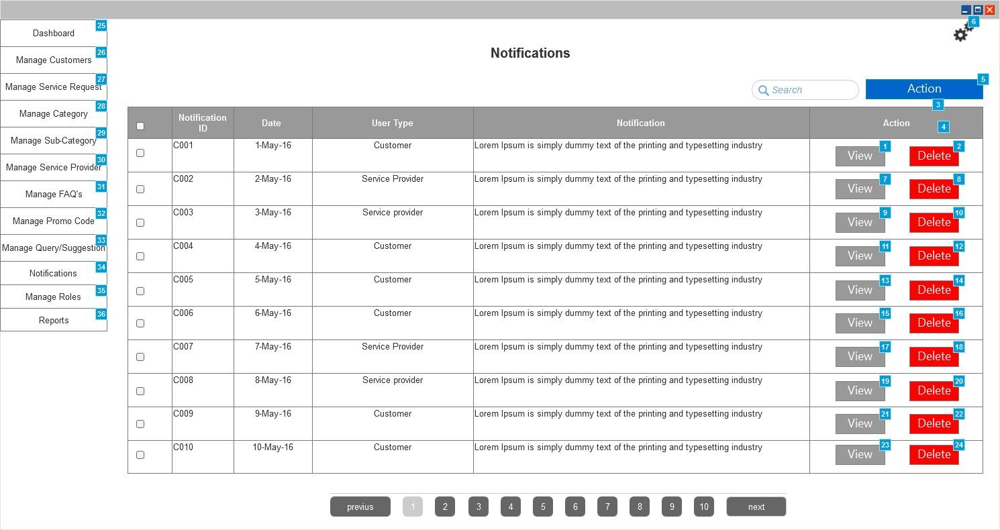 6
Notifications
Search
Action 5
3
4
Dashboard 25
Manage Customers 26
Manage Service Request 27
Manage Category 28
Manage Sub-Category 29
Manage Service Provider 30
Manage FAQ's 31
Manage Promo Code 32
Manage Query/Suggestion 33
Notifications 34
Manage Roles 35
Reports 36
Notification ID Date User Type Notification Action
C001 1-May-16 Customer Lorem Ipsum is simply dummy text of the printing and typesetting industry View 1 Delete 2
C002 2-May-16 Service Provider Lorem Ipsum is simply dummy text of the printing and typesetting industry View 7 Delete 8
C003 3-May-16 Service provider Lorem Ipsum is simply dummy text of the printing and typesetting industry View 9 Delete 10
C004 4-May-16 Customer Lorem Ipsum is simply dummy text of the printing and typesetting industry View 11 Delete 12
C005 5-May-16 Customer Lorem Ipsum is simply dummy text of the printing and typesetting industry View 13 Delete 14
C006 6-May-16 Customer Lorem Ipsum is simply dummy text of the printing and typesetting industry View 15 Delete 16
C007 7-May-16 Service Provider Lorem Ipsum is simply dummy text of the printing and typesetting industry View 17 Delete 18
C008 8-May-16 Service provider Lorem Ipsum is simply dummy text of the printing and typesetting industry View 19 Delete 20
C009 9-May-16 Customer Lorem Ipsum is simply dummy text of the printing and typesetting industry View 21 Delete 22
C010 10-May-16 Customer Lorem Ipsum is simply dummy text of the printing and typesetting industry View 23 Delete 24
previus 1 2 3 4 5 6 7 8 9 10 next